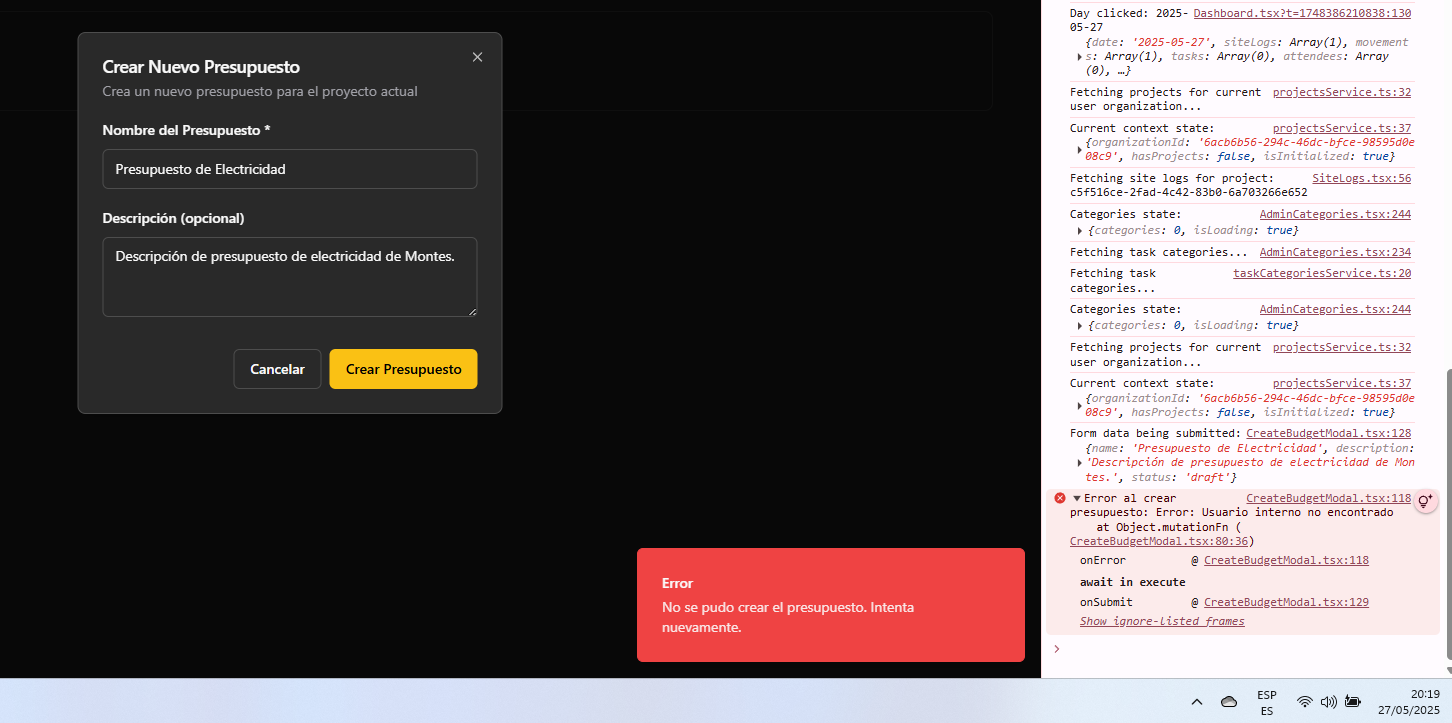 Crear Nuevo Presupuesto
Crea un nuevo presupuesto para el proyecto actual
Nombre del Presupuesto *
Presupuesto de Electricidad
Descripción (opcional)
Descripción de presupuesto de electricidad de Montes.
Cancelar
Crear Presupuesto
Error
No se pudo crear el presupuesto. Intenta
nuevamente.
Day clicked: 2025- Dashboard.tsx?t=1748386210838:130
05-27
{date: '2025-05-27', siteLogs: Array(1), movement
s: Array(1), tasks: Array(0), attendees: Array
(0), …}
Fetching projects for current projectsService.ts:32
user organization...
Current context state: projectsService.ts:37
{organizationId: '6acb6b56-294c-46dc-bfce-98595d0e
08c9', hasProjects: false, isInitialized: true}
Fetching site logs for project: SiteLogs.tsx:56
c5f516ce-2fad-4c42-83b0-6a703266e652
Categories state: AdminCategories.tsx:244
{categories: 0, isLoading: true}
Fetching task categories... AdminCategories.tsx:234
Fetching task taskCategoriesService.ts:20
categories...
Categories state: AdminCategories.tsx:244
{categories: 0, isLoading: true}
Fetching projects for current projectsService.ts:32
user organization...
Current context state: projectsService.ts:37
{organizationId: '6acb6b56-294c-46dc-bfce-98595d0e
08c9', hasProjects: false, isInitialized: true}
Form data being submitted: CreateBudgetModal.tsx:128
{name: 'Presupuesto de Electricidad', description:
'Descripción de presupuesto de electricidad de Mon
tes.', status: 'draft'}
Error al crear CreateBudgetModal.tsx:118
presupuesto: Error: Usuario interno no encontrado
at Object.mutationFn (
CreateBudgetModal.tsx:80:36)
onError @ CreateBudgetModal.tsx:118
await in execute
onSubmit @ CreateBudgetModal.tsx:129
Show ignore-listed frames
ESP
ES
20:19
27/05/2025